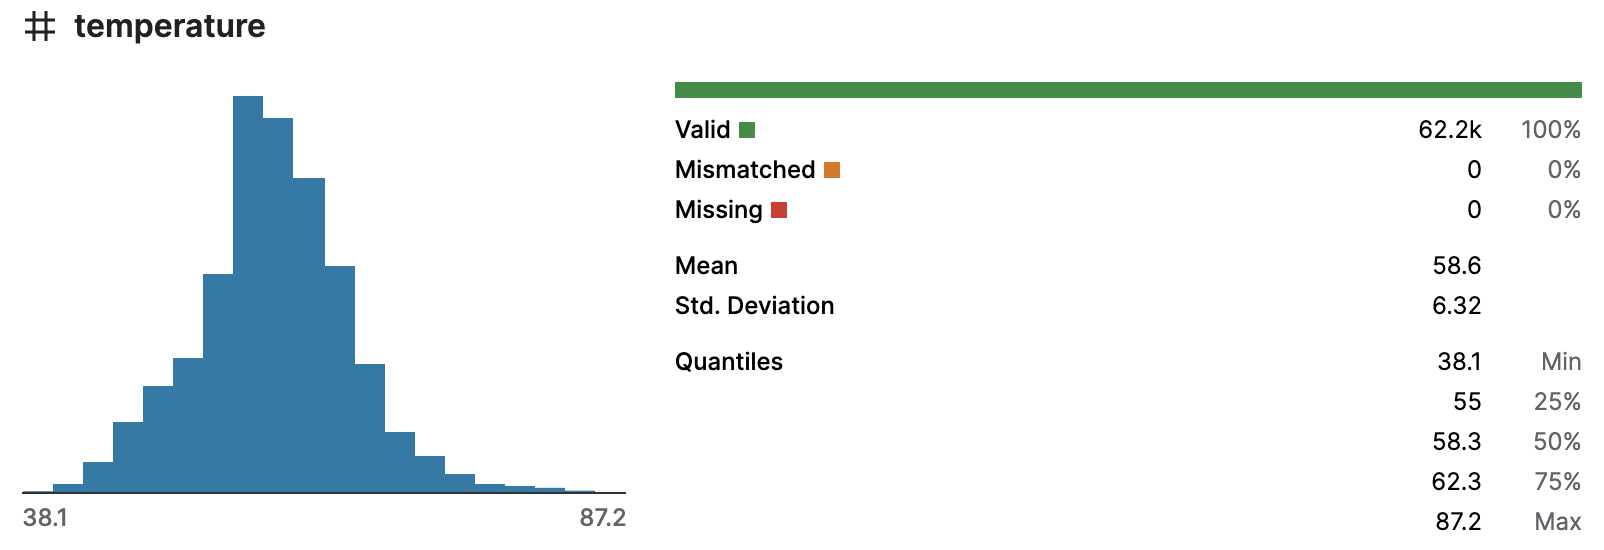 # temperature
38.1 87.2
Valid 62.2k 100%
Mismatched 0 0%
Missing 0 0%
Mean 58.6
Std. Deviation 6.32
Quantiles 38.1 Min
55 25%
58.3 50%
62.3 75%
87.2 Max